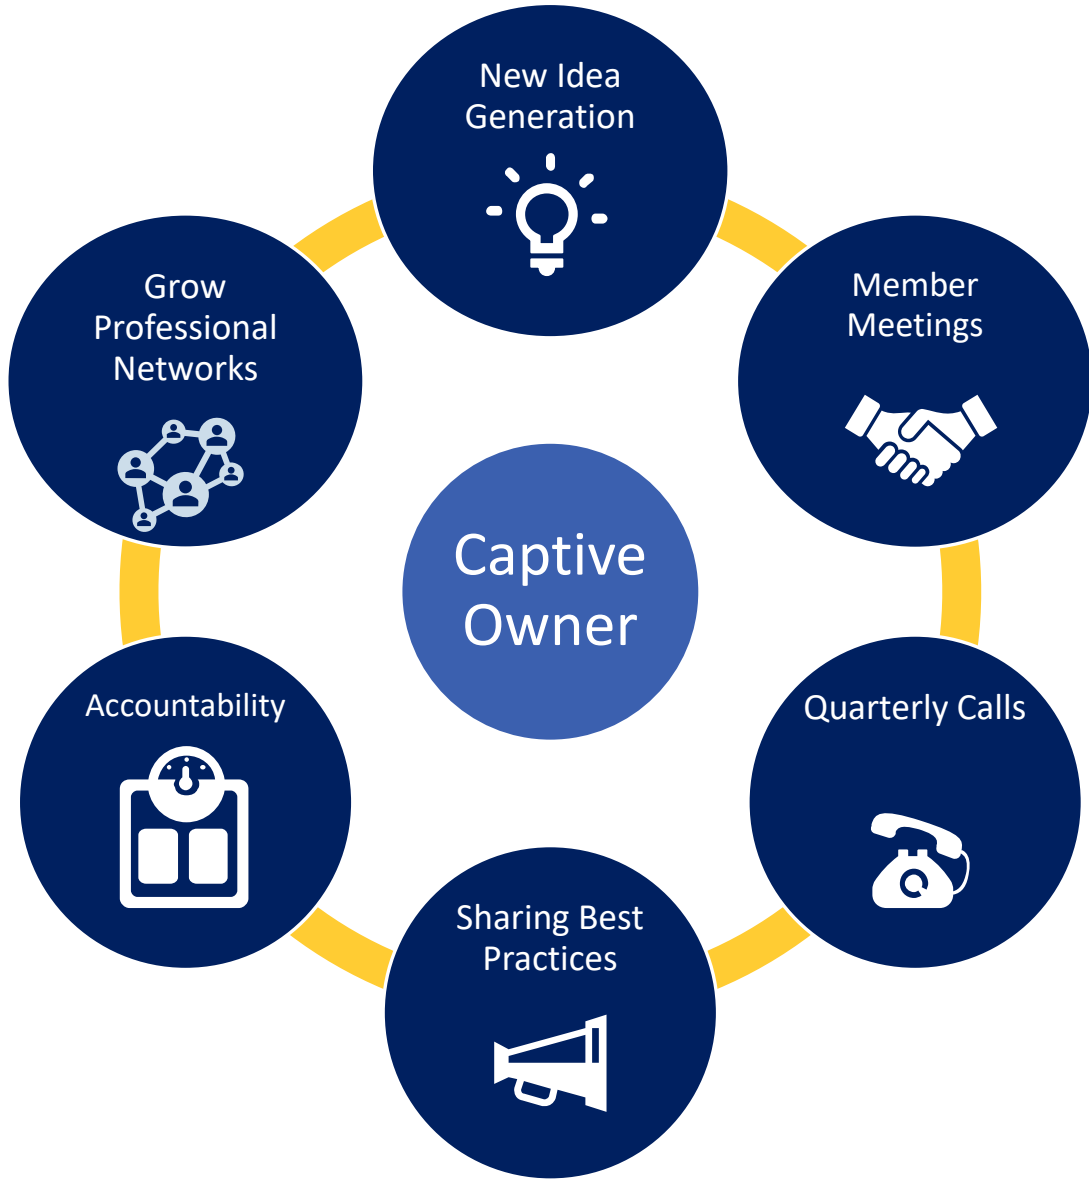 New Idea
Generation
Member
Meetings
Quarterly Calls
Sharing Best
Practices
Accountability
Grow
Professional
Networks
Captive
Owner